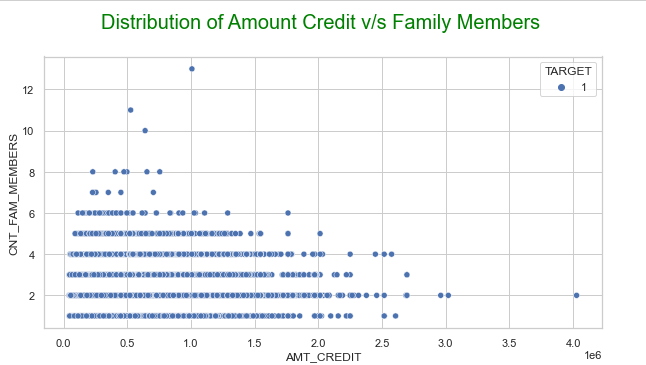 Distribution of Amount Credit v/s Family Members
TARGET
1
CNT_FAM_MEMBERS
12
10
8
6
4
2
0.0 0.5 1.0 1.5 2.0 2.5 3.0 3.5 4.0
1e6
AMT_CREDIT